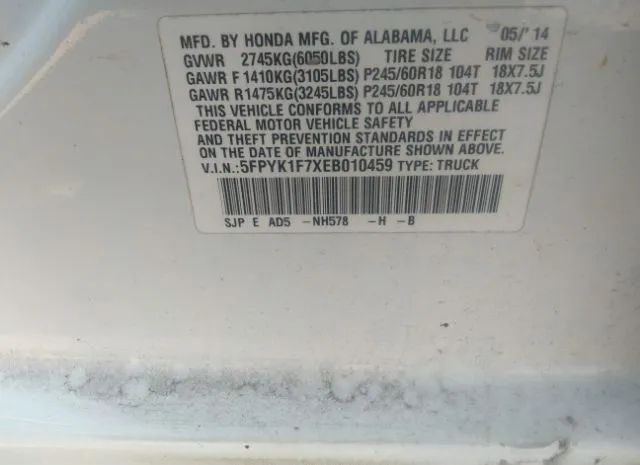 MFD. BY HONDA MFG. OF ALABAMA, LLC 05/'14
GVWR 2745KG(6050LBS) TIRE SIZE RIM SIZE
GAWR F 1410KG(3105LBS) P245/60R18 104T 18X7.5J
GAWR R1475KG(3245LBS) P245/60R18 104T 18X7.5J
THIS VEHICLE CONFORMS TO ALL APPLICABLE
FEDERAL MOTOR VEHICLE SAFETY
AND THEFT PREVENTION STANDARDS IN EFFECT
ON THE DATE OF MANUFACTURE SHOWN ABOVE.
V.I.N.:5FPYK1F7XEB010459 TYPE: TRUCK
SJP E AD5 -NH578 -H -B